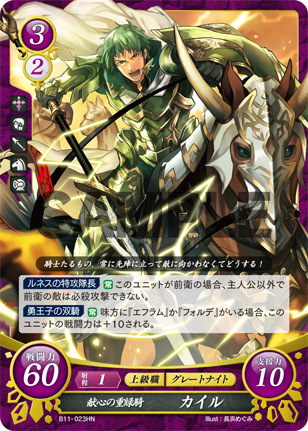 3
2
SAMPLE
騎士たるもの、常に先陣に立って敵に向かわなくてどうする!
ルネスの特攻隊長 常 このユニットが前衛の場合、主人公以外で
前衛の敵は必殺攻撃できない。
勇王子の双騎 常 味方に『エフラム』か『フォルデ』がいる場合、この
ユニットの戦闘力は+10される。
戦闘力
60
射程 1 上級職 グレートナイト
支援力
10
献心の重緑騎 カイル
B11-023HN
Illust:長浜めぐみ